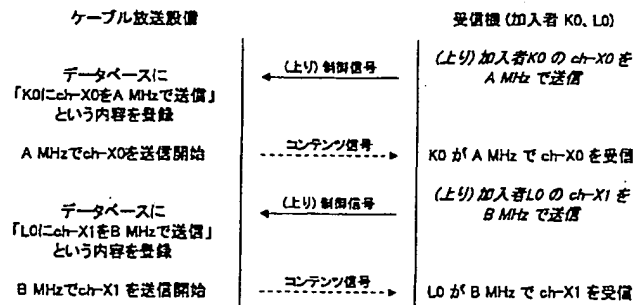 ケーブル放送設備
受信機(加入者 K0、L0)
(上り)制御信号
(上り)加入者K0 の ch-X0 を
A MHz で送信
データベースに
「K0にch-X0をA MHzで送信」
という内容を登録
A MHzでch-X0を送信開始
コンテンツ信号
K0 が A MHz で ch-X0 を受信
(上り)制御信号
(上り)加入者L0 の ch-X1 を
B MHz で送信
データベースに
「L0にch-X1をB MHzで送信」
という内容を登録
B MHzでch-X1 を送信開始
コンテンツ信号
L0 が B MHz で ch-X1 を受信